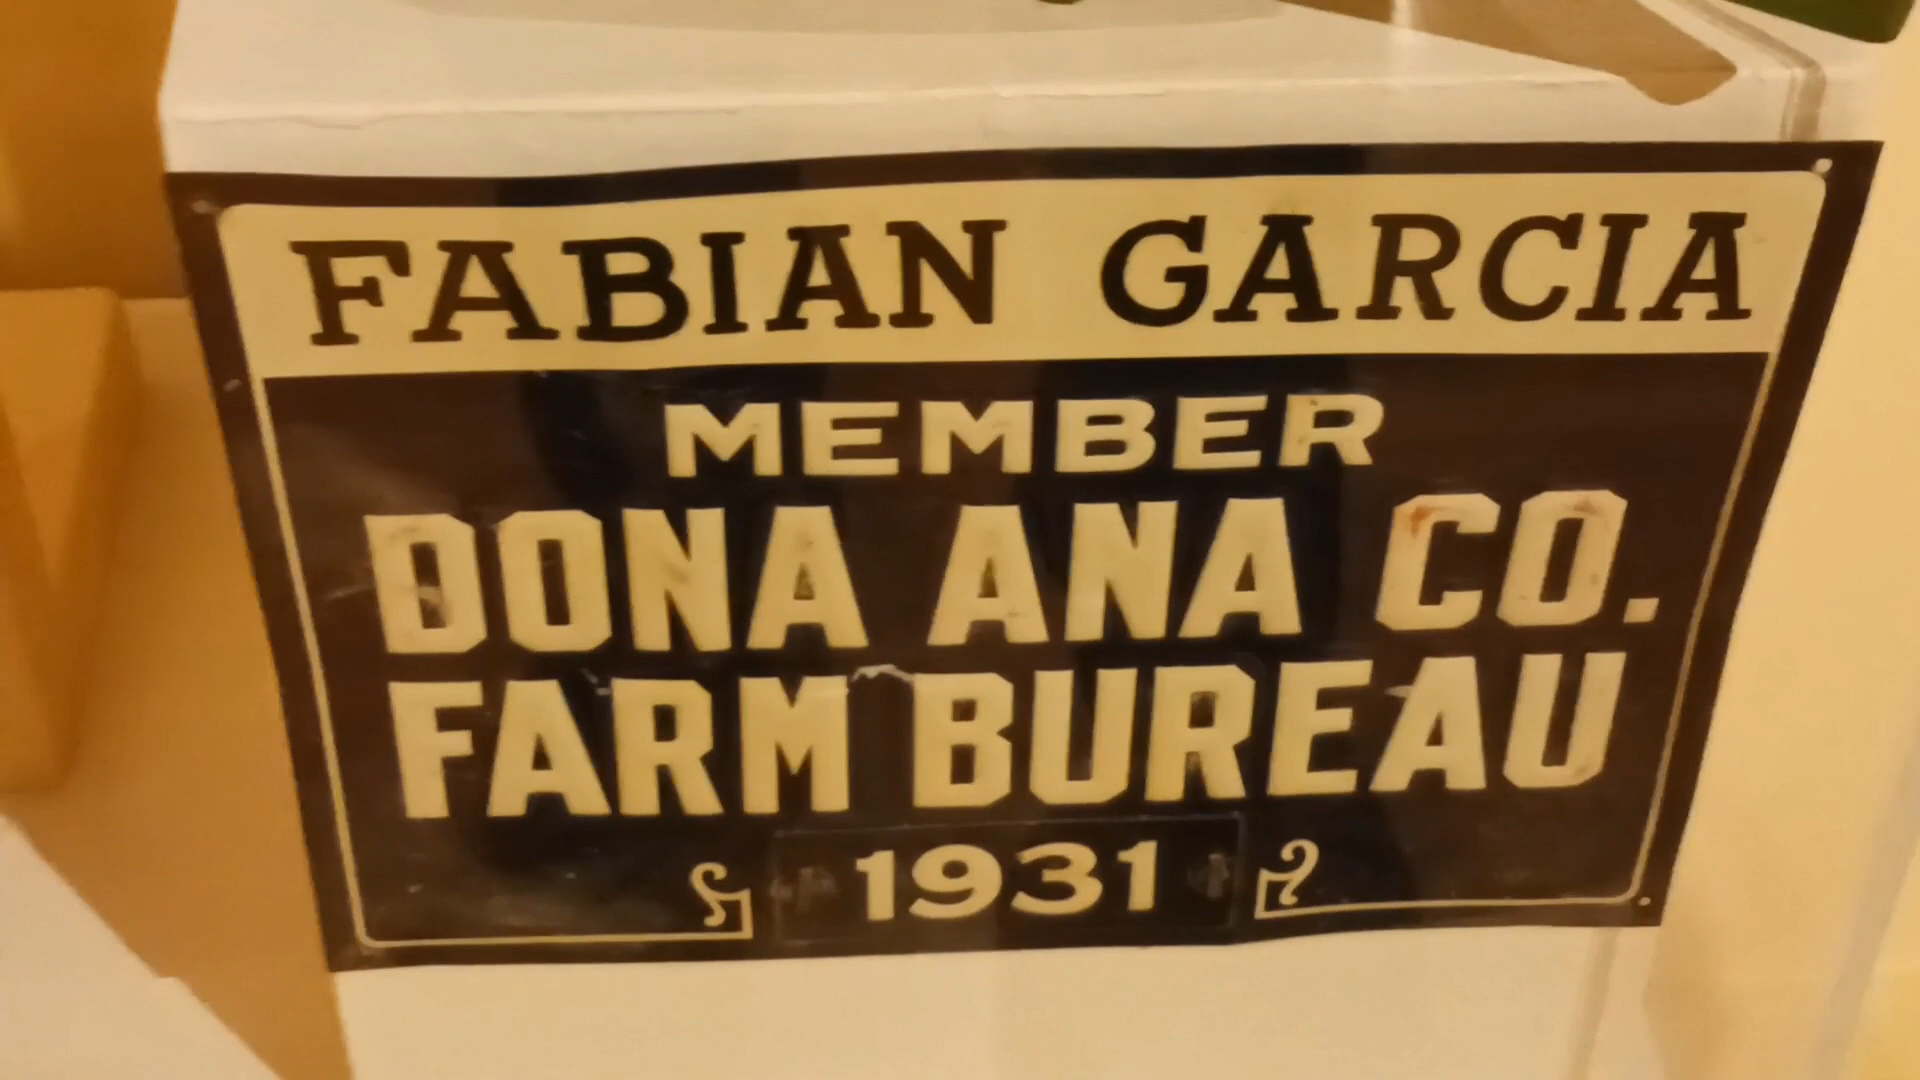 FABIAN GARCIA
MEMBER
DONA ANA CO.
FARM BUREAU
1931